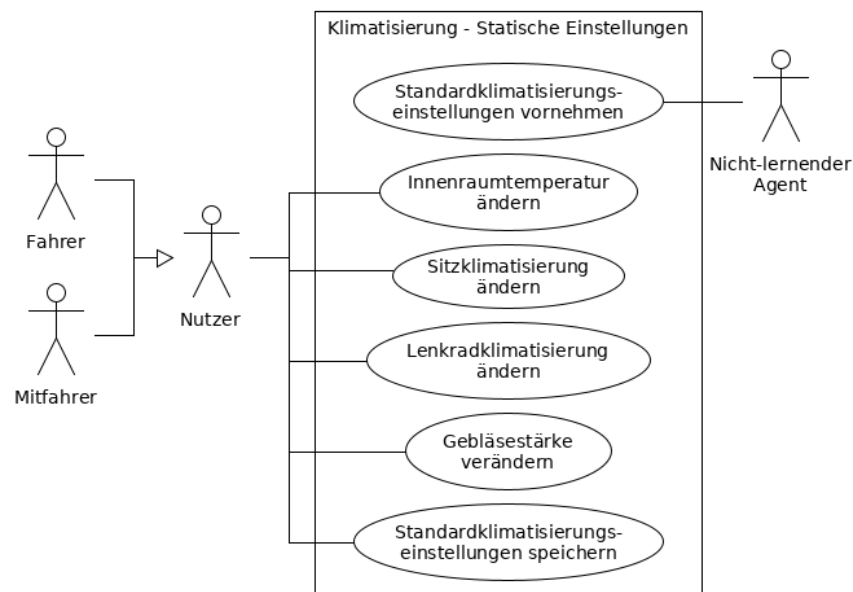 Klimatisierung - Statische Einstellungen
Standardklimatisierungs-
einstellungen vornehmen
Nicht-lernender
Agent
Innenraumtemperatur
ändern
Fahrer
Sitzklimatisierung
ändern
Nutzer
Lenkradklimatisierung
ändern
Mitfahrer
Gebläsestärke
verändern
Standardklimatisierungs-
einstellungen speichern